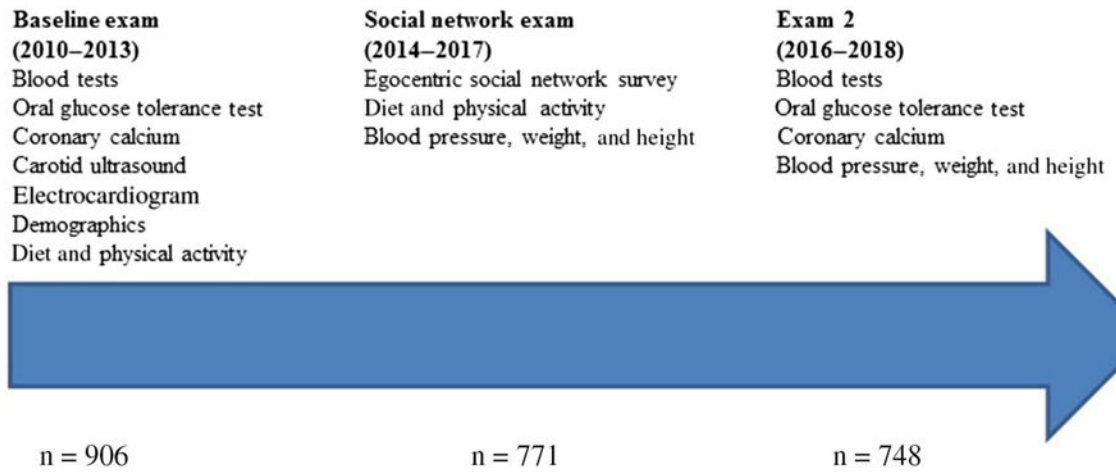 Baseline exam
(2010–2013)
Blood tests
Oral glucose tolerance test
Coronary calcium
Carotid ultrasound
Electrocardiogram
Demographics
Diet and physical activity
Social network exam
(2014–2017)
Egocentric social network survey
Diet and physical activity
Blood pressure, weight, and height
Exam 2
(2016–2018)
Blood tests
Oral glucose tolerance test
Coronary calcium
Blood pressure, weight, and height
n = 906
n = 771
n = 748